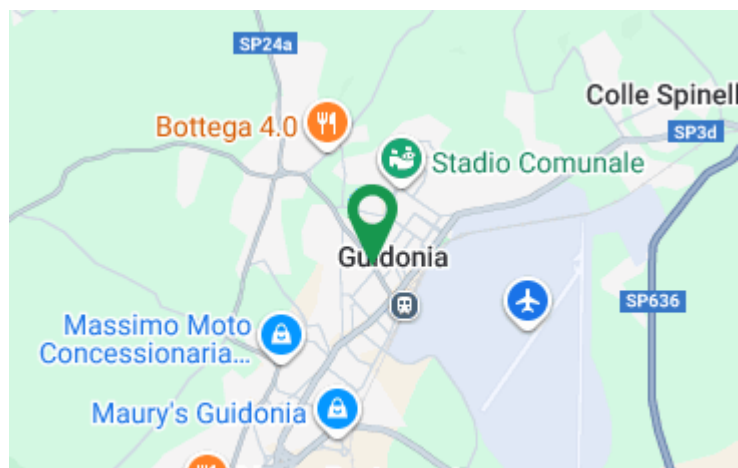 SP24a
Colle Spinell
Bottega 4.0
SP3d
Stadio Comunale
Guidonia
SP636
Massimo Moto
Concessionaria...
Maury's Guidonia